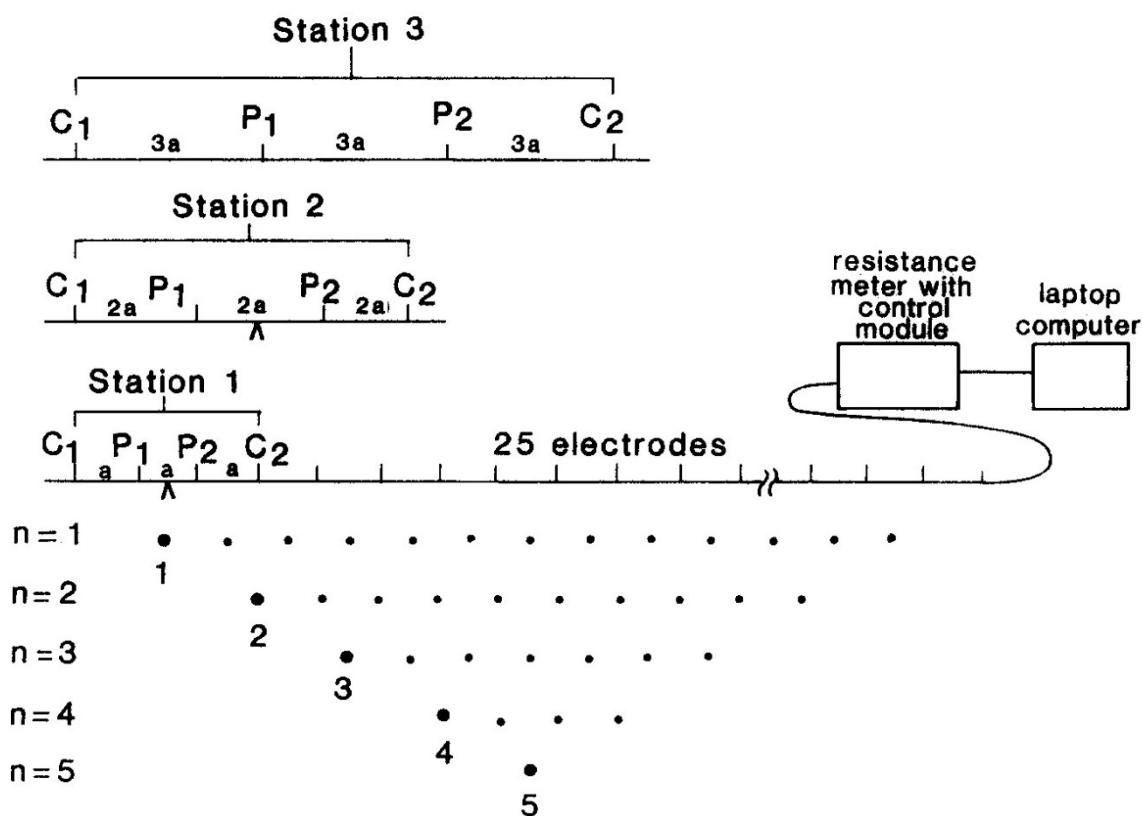 Station 3
C1 P1 P2 C2
3a 3a 3a
Station 2
C1 P1 P2 C2
2a 2a 2a
resistance
meter with
control
module
laptop
computer
Station 1
C1 P1 P2 C2
a a a
25 electrodes
n=1
1
n=2
2
n=3
3
n=4
4
n=5
5